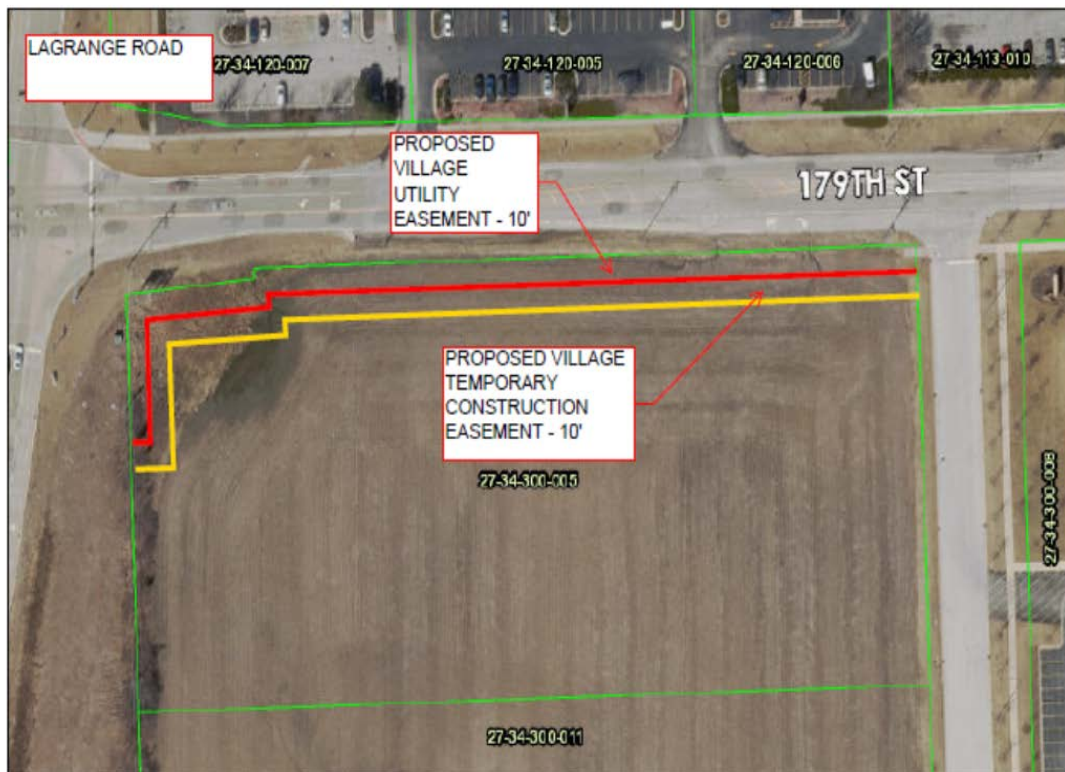 LAGRANGE ROAD
27-34-120-007
27-34-120-005
27-34-120-006
27-34-113-010
PROPOSED
VILLAGE
UTILITY
EASEMENT - 10'
179TH ST
PROPOSED VILLAGE
TEMPORARY
CONSTRUCTION
EASEMENT - 10'
27-34-300-005
27-34-300-008
27-34-300-011